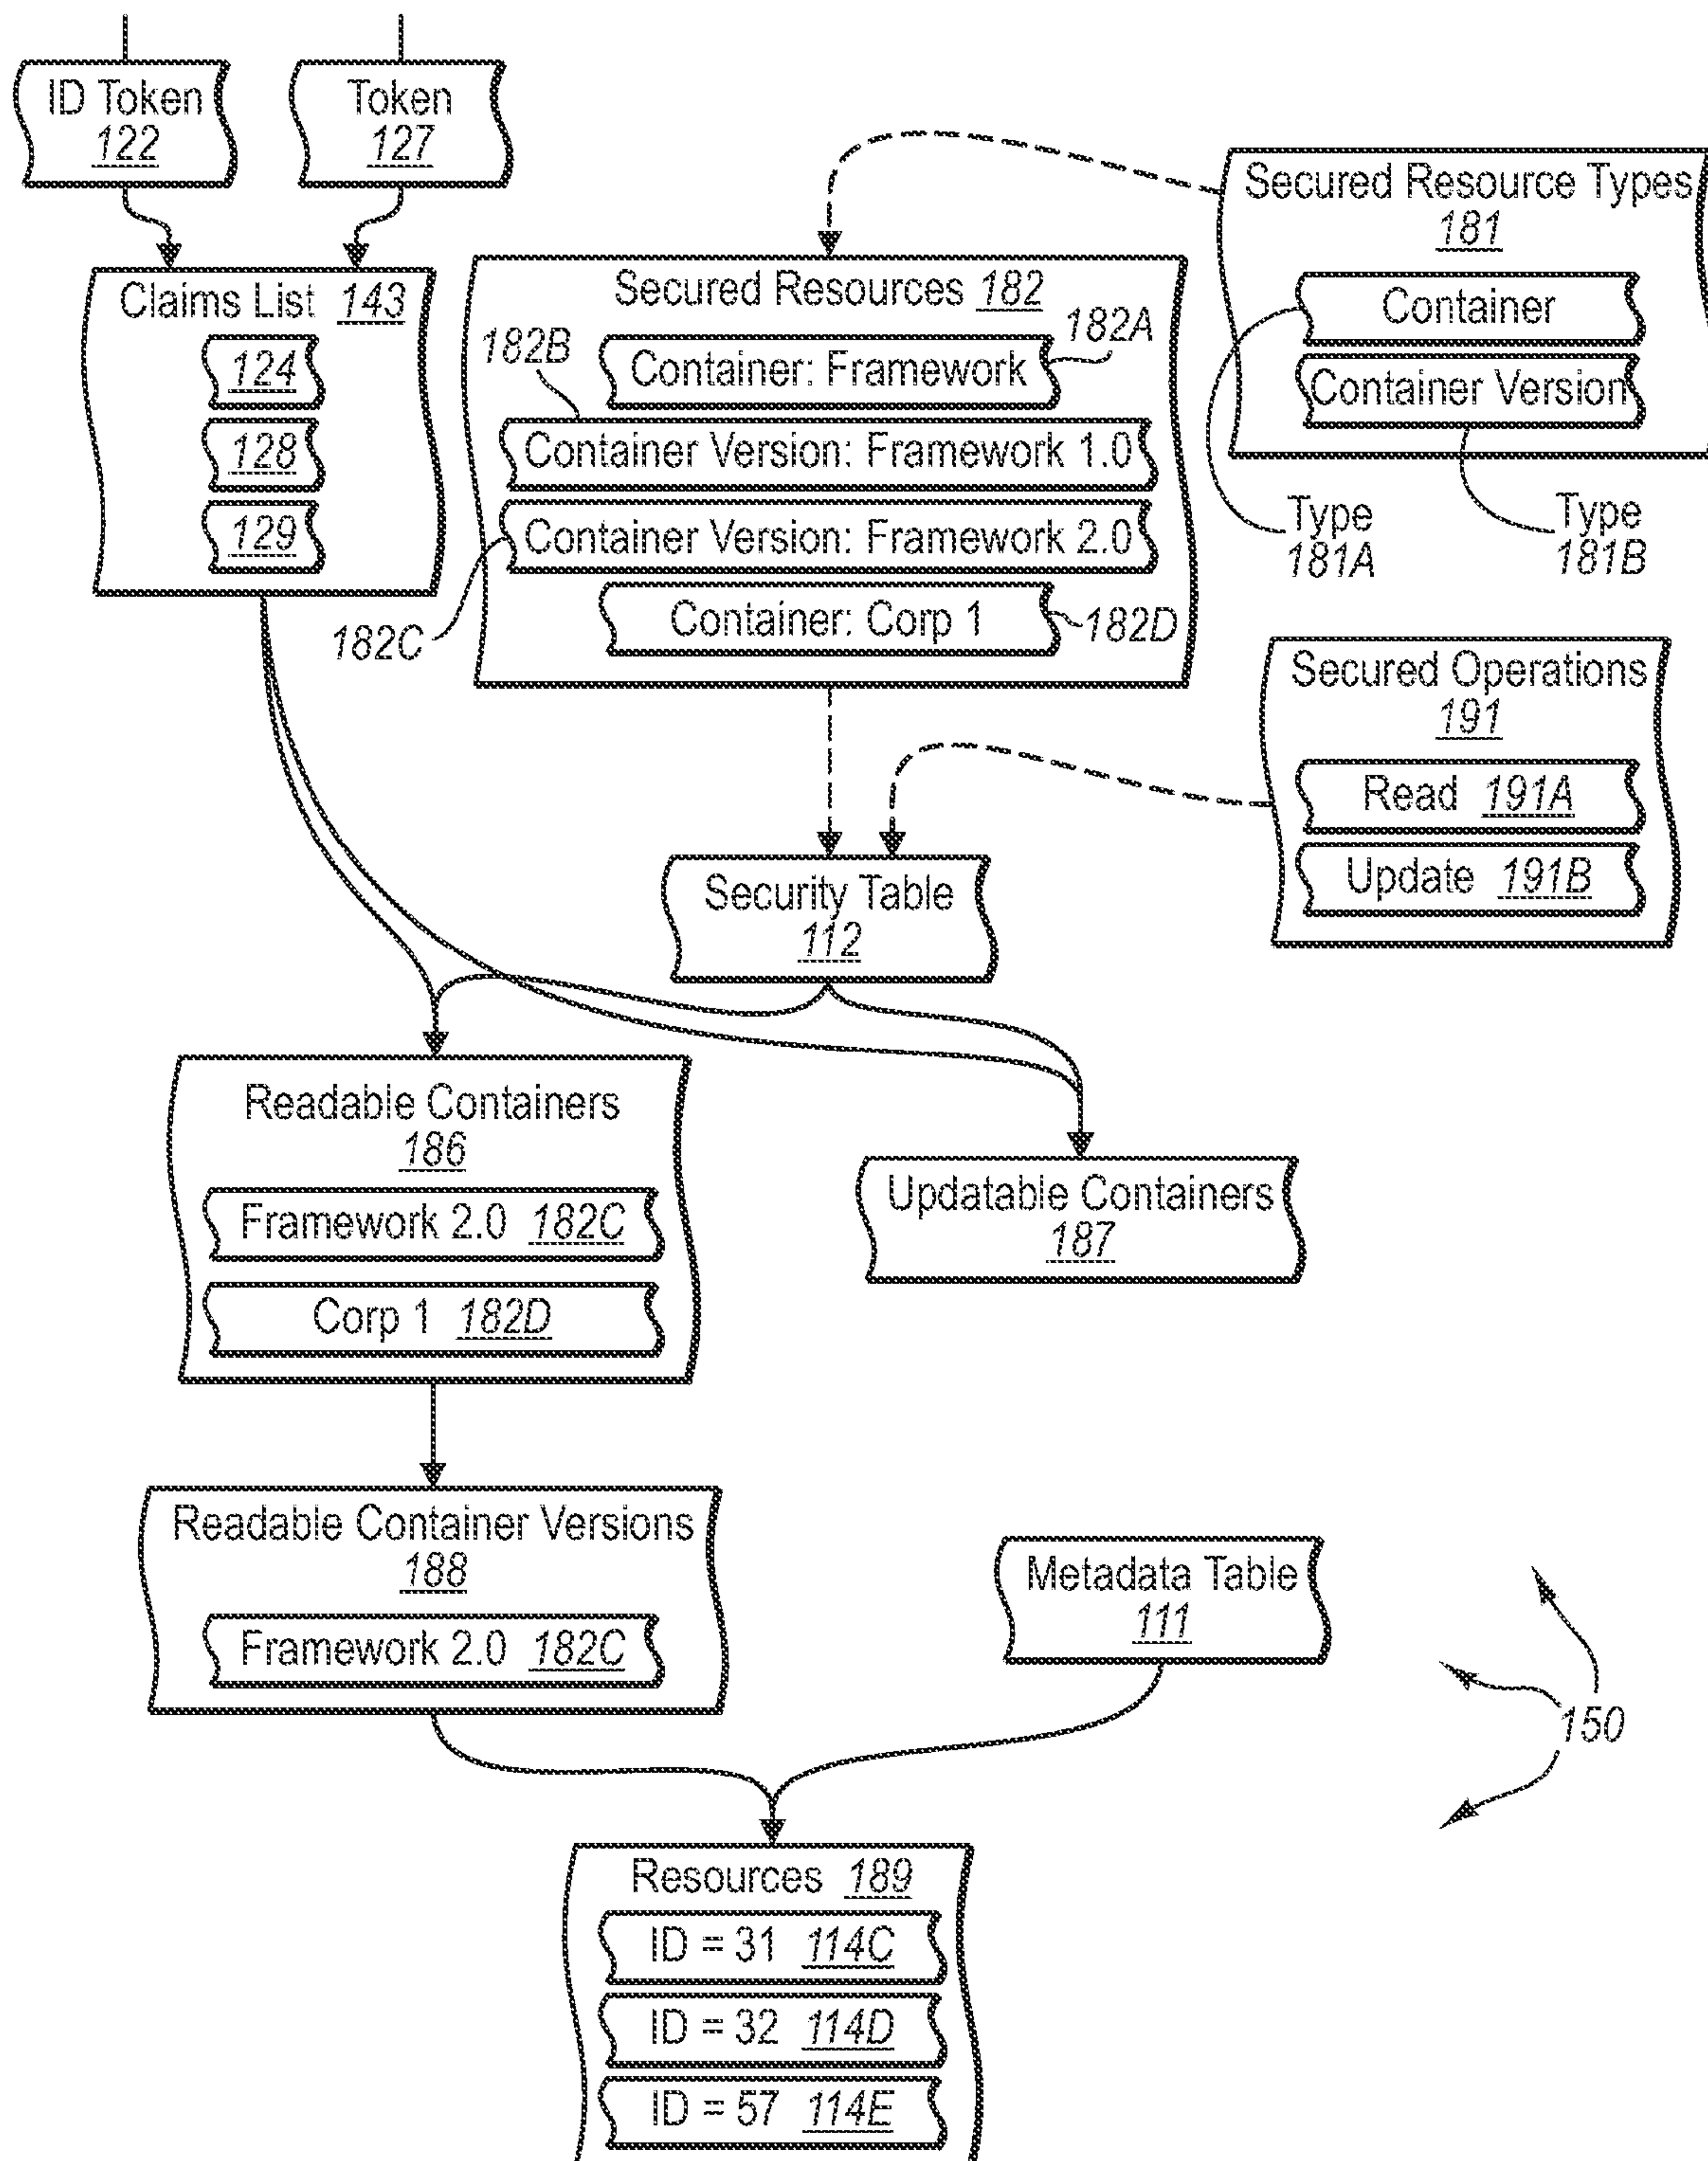 ID Token
122
Token
127
Secured Resource Types
181
Container
Container Version
Type
181A
Type
181B
Claims List 143
124
128
129
Secured Resources 182
182A
182B
Container: Framework
Container Version: Framework 1.0
Container Version: Framework 2.0
182C
Container: Corp 1
182D
Secured Operations
191
Read 191A
Update 191B
Security Table
112
Readable Containers
186
Framework 2.0 182C
Corp 1 182D
Updatable Containers
187
Readable Container Versions
188
Framework 2.0 182C
Metadata Table
111
150
Resources 189
ID = 31 114C
ID = 32 114D
ID = 57 114E